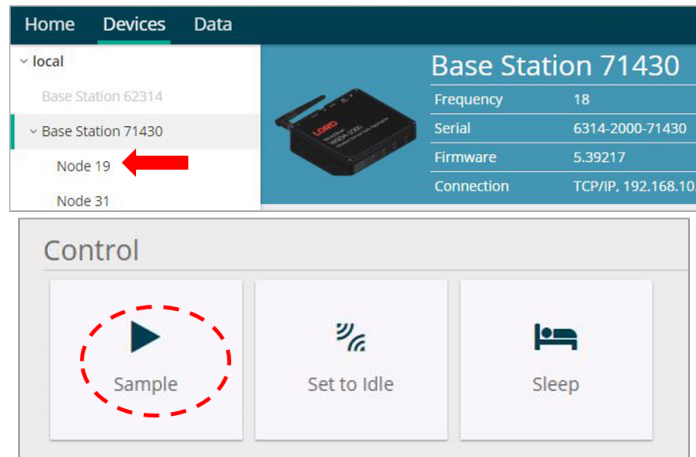 Home Devices Data
local
Base Station 62314
Base Station 71430
Node 19
Node 31
LORD
Base Station 71430
Frequency 18
Serial 6314-2000-71430
Firmware 5.39217
Connection TCP/IP, 192.168.10.
Control
Sample
Set to Idle
Sleep